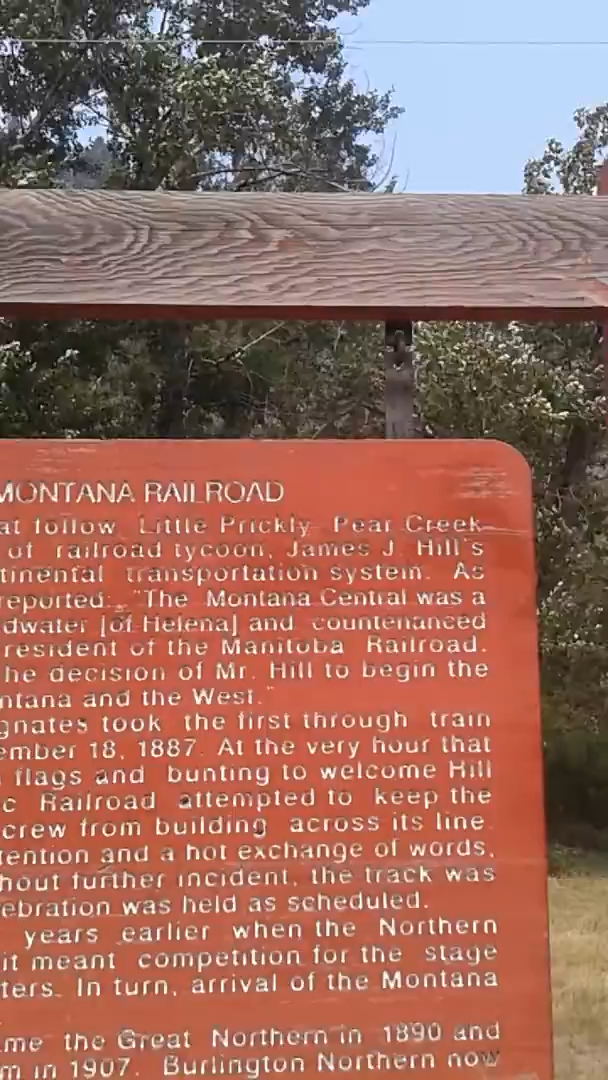 MONTANA RAILROAD
at follow Little Prickly Pear Creek
of railroad tycoon, James J. Hill's
tinental transportation system. As
reported: "The Montana Central was a
dwater [of Helena] and countenanced
resident of the Manitoba Railroad.
he decision of Mr. Hill to begin the
ntana and the West."
gnates took the first through train
ember 18, 1887. At the very hour that
flags and bunting to welcome Hill
c Railroad attempted to keep the
crew from building across its line.
tention and a hot exchange of words,
hout further incident, the track was
ebration was held as scheduled.
years earlier when the Northern
it meant competition for the stage
ters. In turn, arrival of the Montana
me the Great Northern in 1890 and
m in 1907. Burlington Northern now